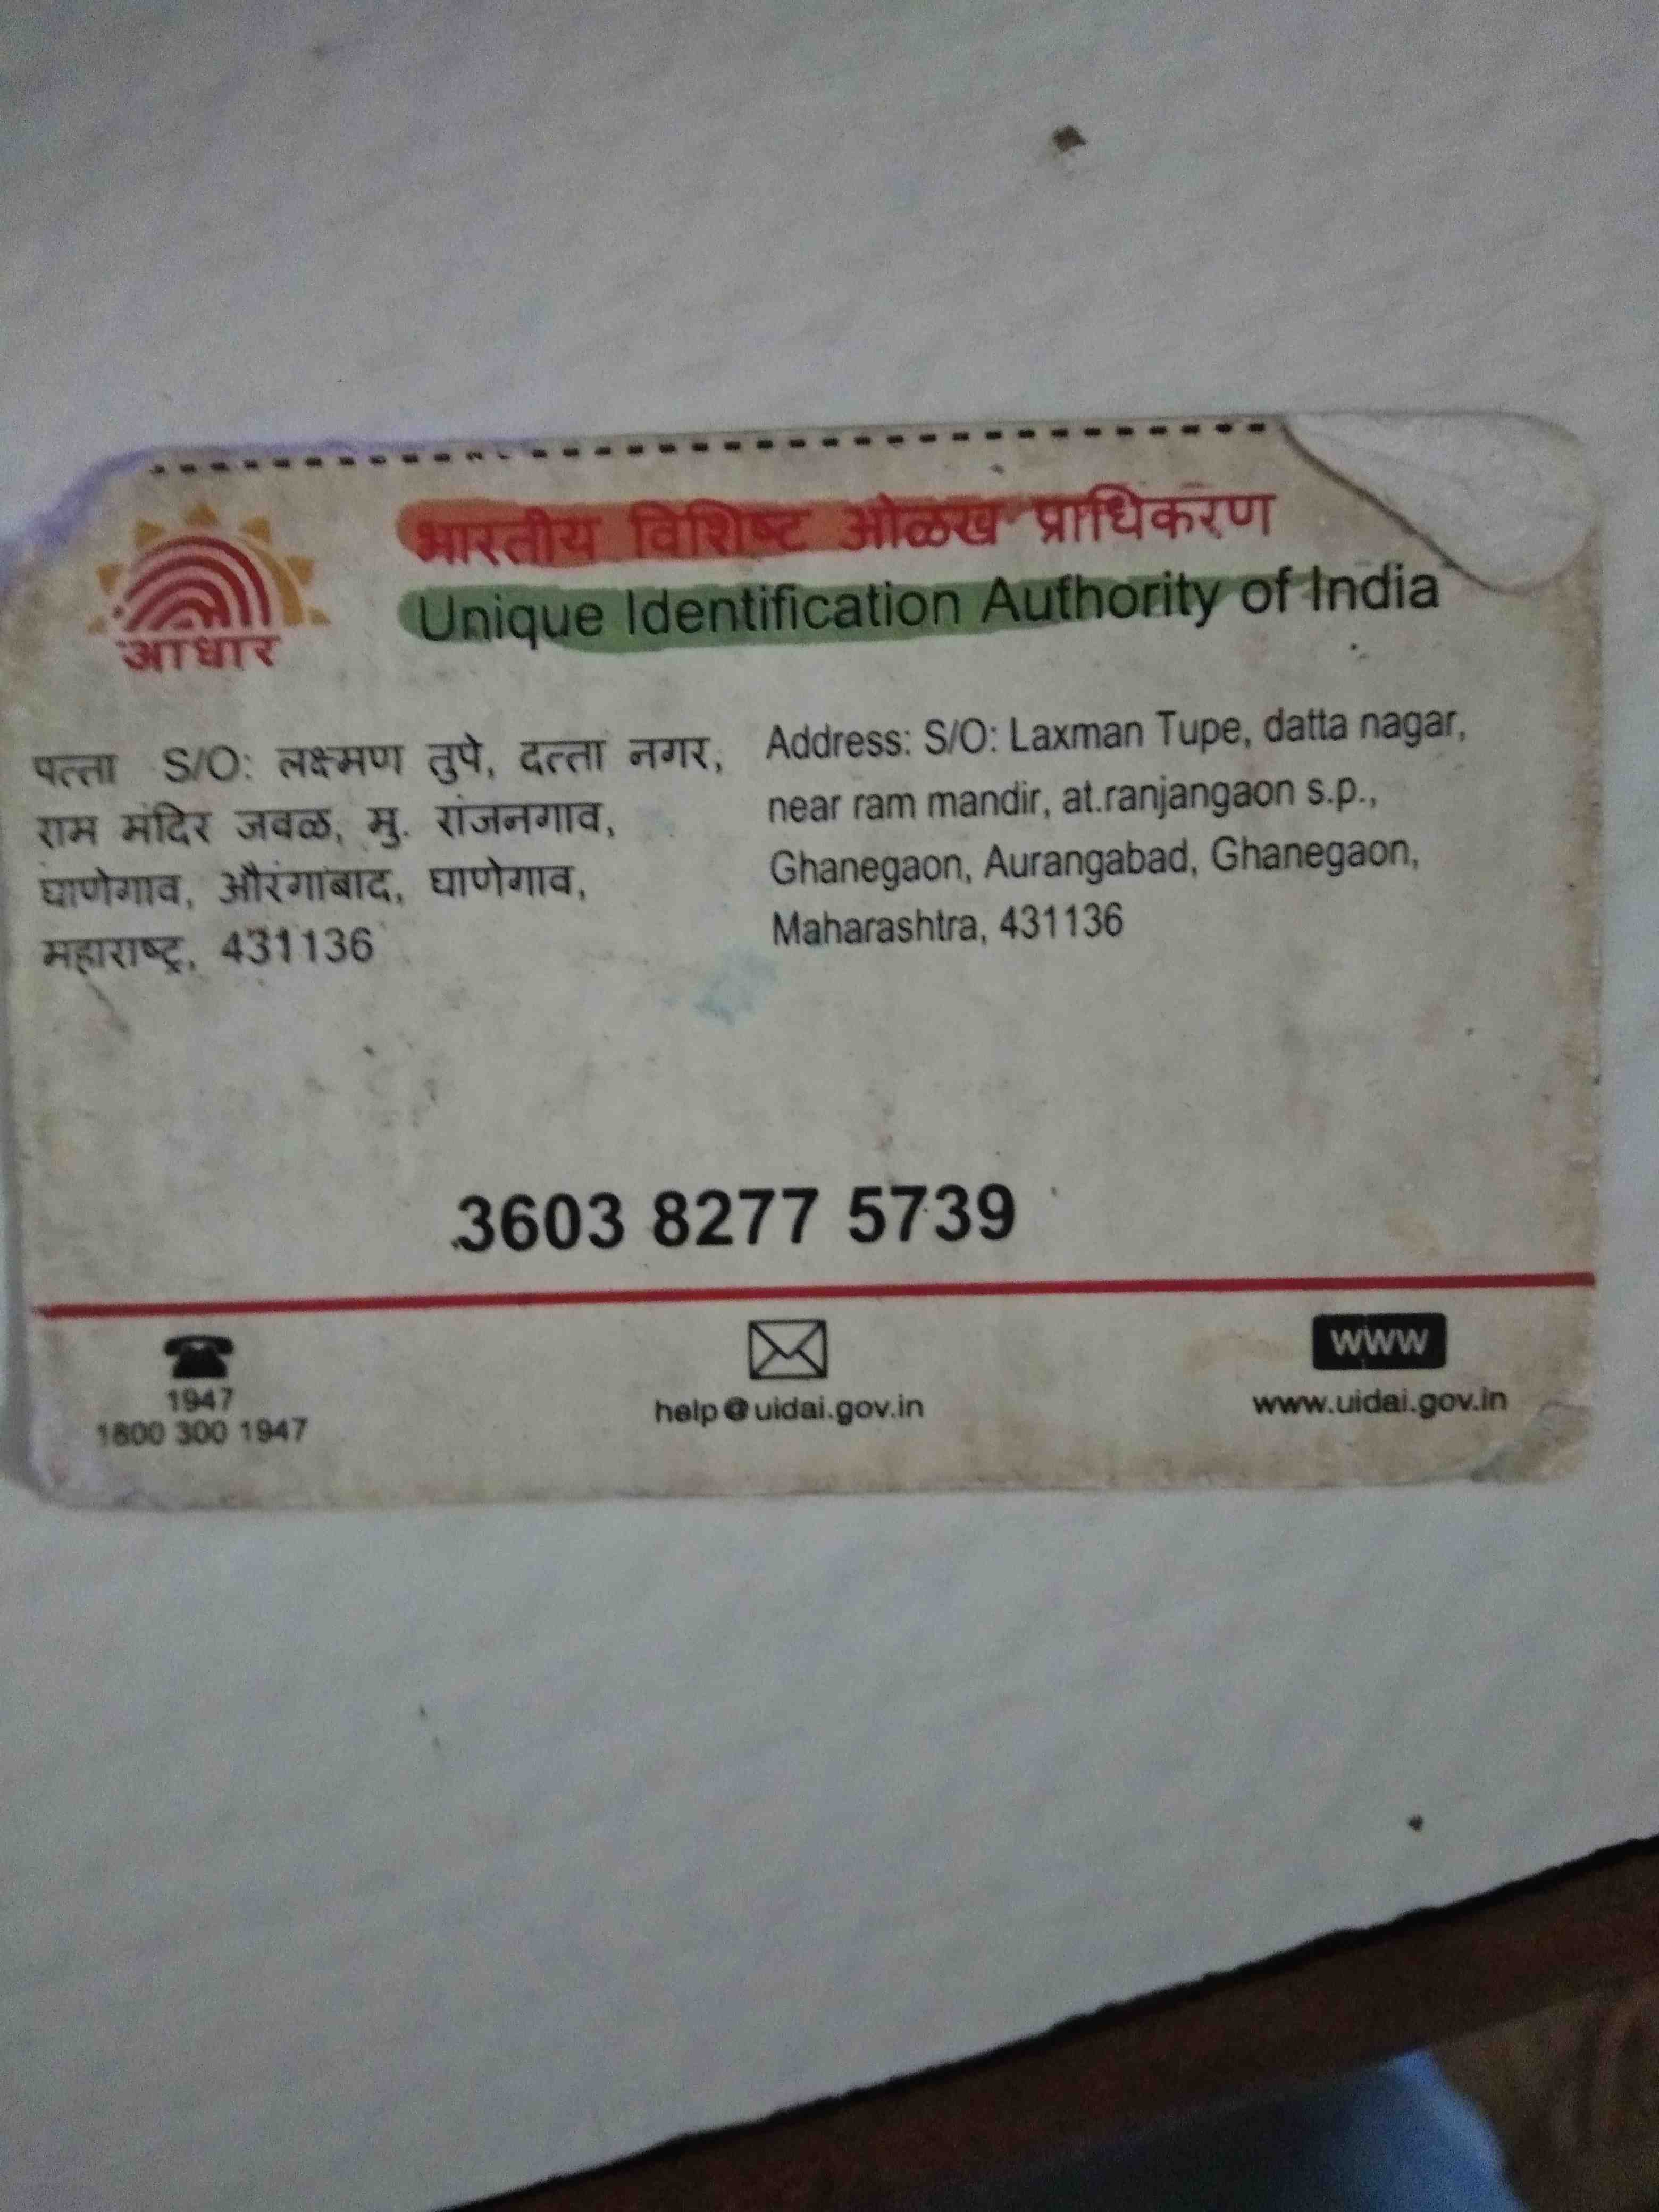 भारतीय विशिष्ट ओळख प्राधिकरण
Unique Identification Authority of India
आधार
पत्ता S/O: लक्ष्मण तुपे, दत्ता नगर,
राम मंदिर जवळ, मु. रांजनगाव,
घाणेगाव, औरंगाबाद, घाणेगाव,
महाराष्ट्र, 431136
Address: S/O: Laxman Tupe, datta nagar,
near ram mandir, at.ranjangaon s.p.,
Ghanegaon, Aurangabad, Ghanegaon,
Maharashtra, 431136
3603 8277 5739
1947
1800 300 1947
help@uidai.gov.in
www
www.uidai.gov.in